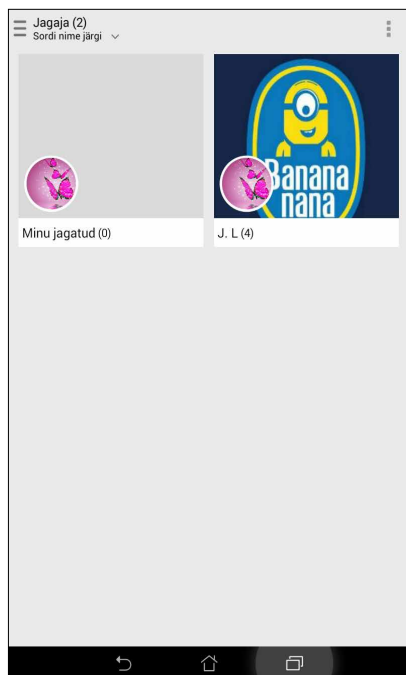 Jagaja (2)
Sordi nime järgi
Banana
nana
Minu jagatud (0)
J. L (4)